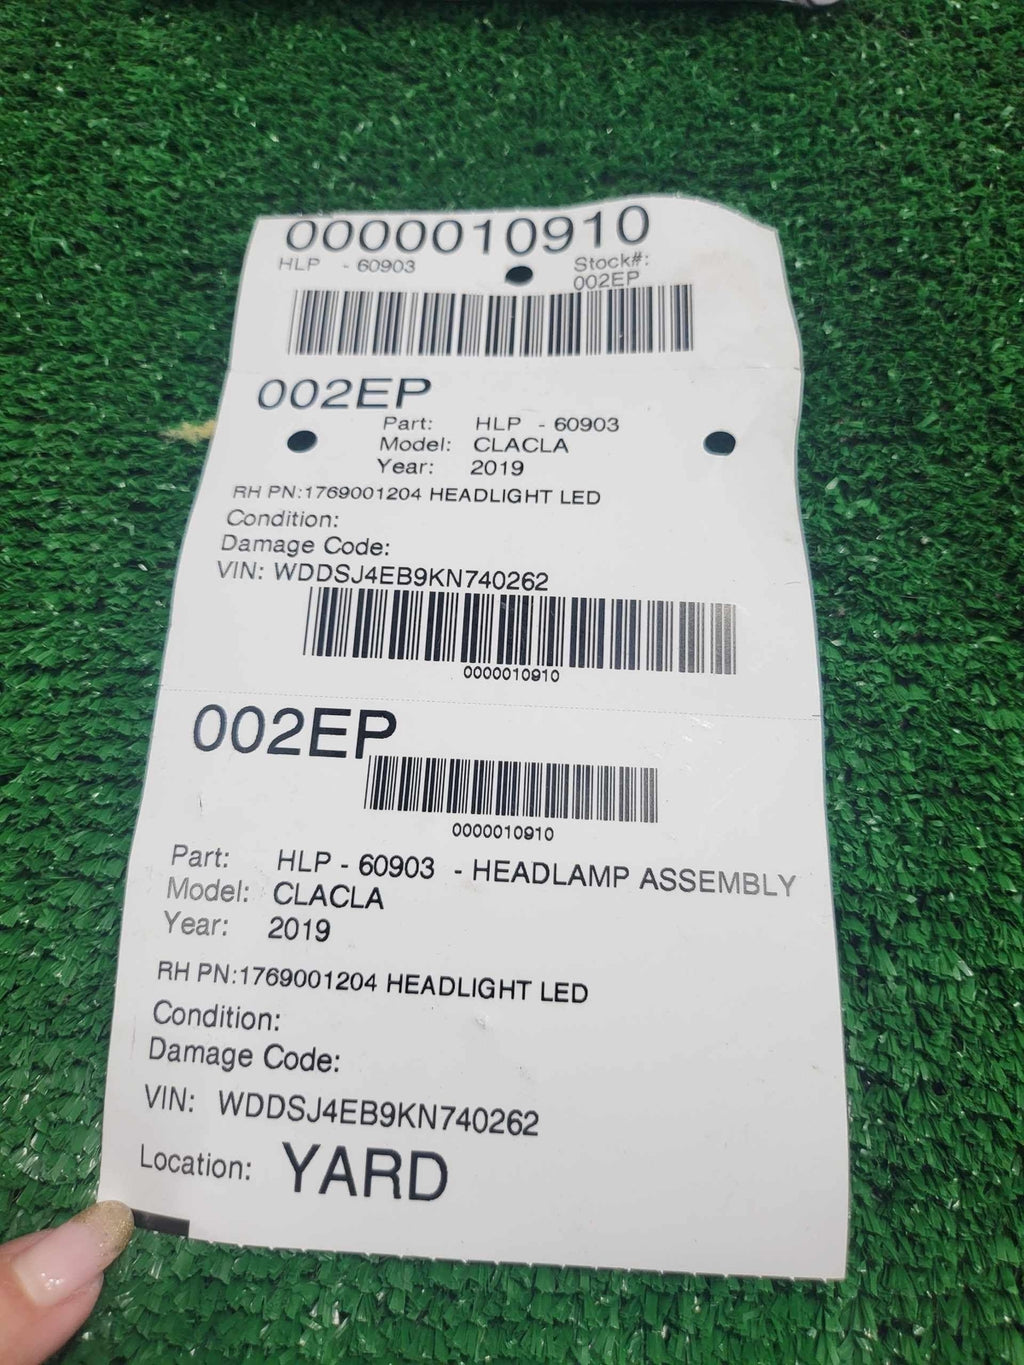 0000010910
HLP - 60903
Stock#:
002EP
002EP
Part: HLP - 60903
Model: CLACLA
Year: 2019
RH PN:1769001204 HEADLIGHT LED
Condition:
Damage Code:
VIN: WDDSJ4EB9KN740262
0000010910
002EP
0000010910
Part: HLP - 60903 - HEADLAMP ASSEMBLY
Model: CLACLA
Year: 2019
RH PN:1769001204 HEADLIGHT LED
Condition:
Damage Code:
VIN: WDDSJ4EB9KN740262
Location: YARD